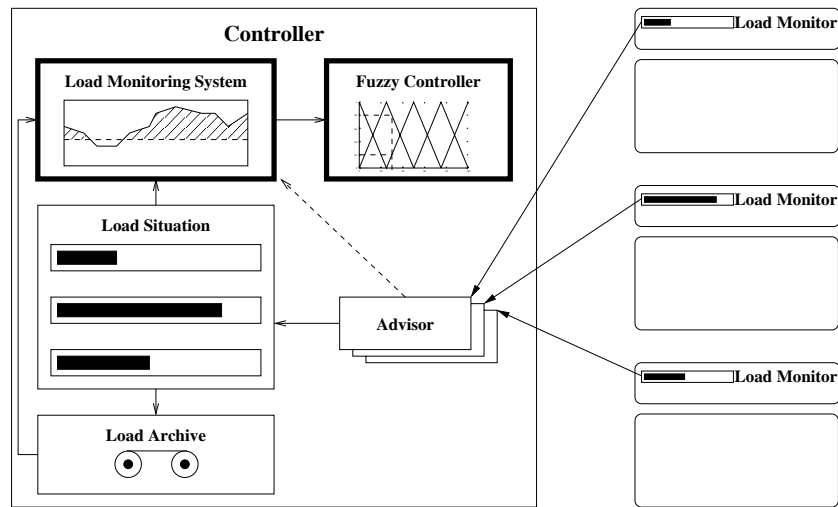 Controller
Load Monitoring System
Fuzzy Controller
Load Situation
Advisor
Load Archive
Load Monitor
Load Monitor
Load Monitor